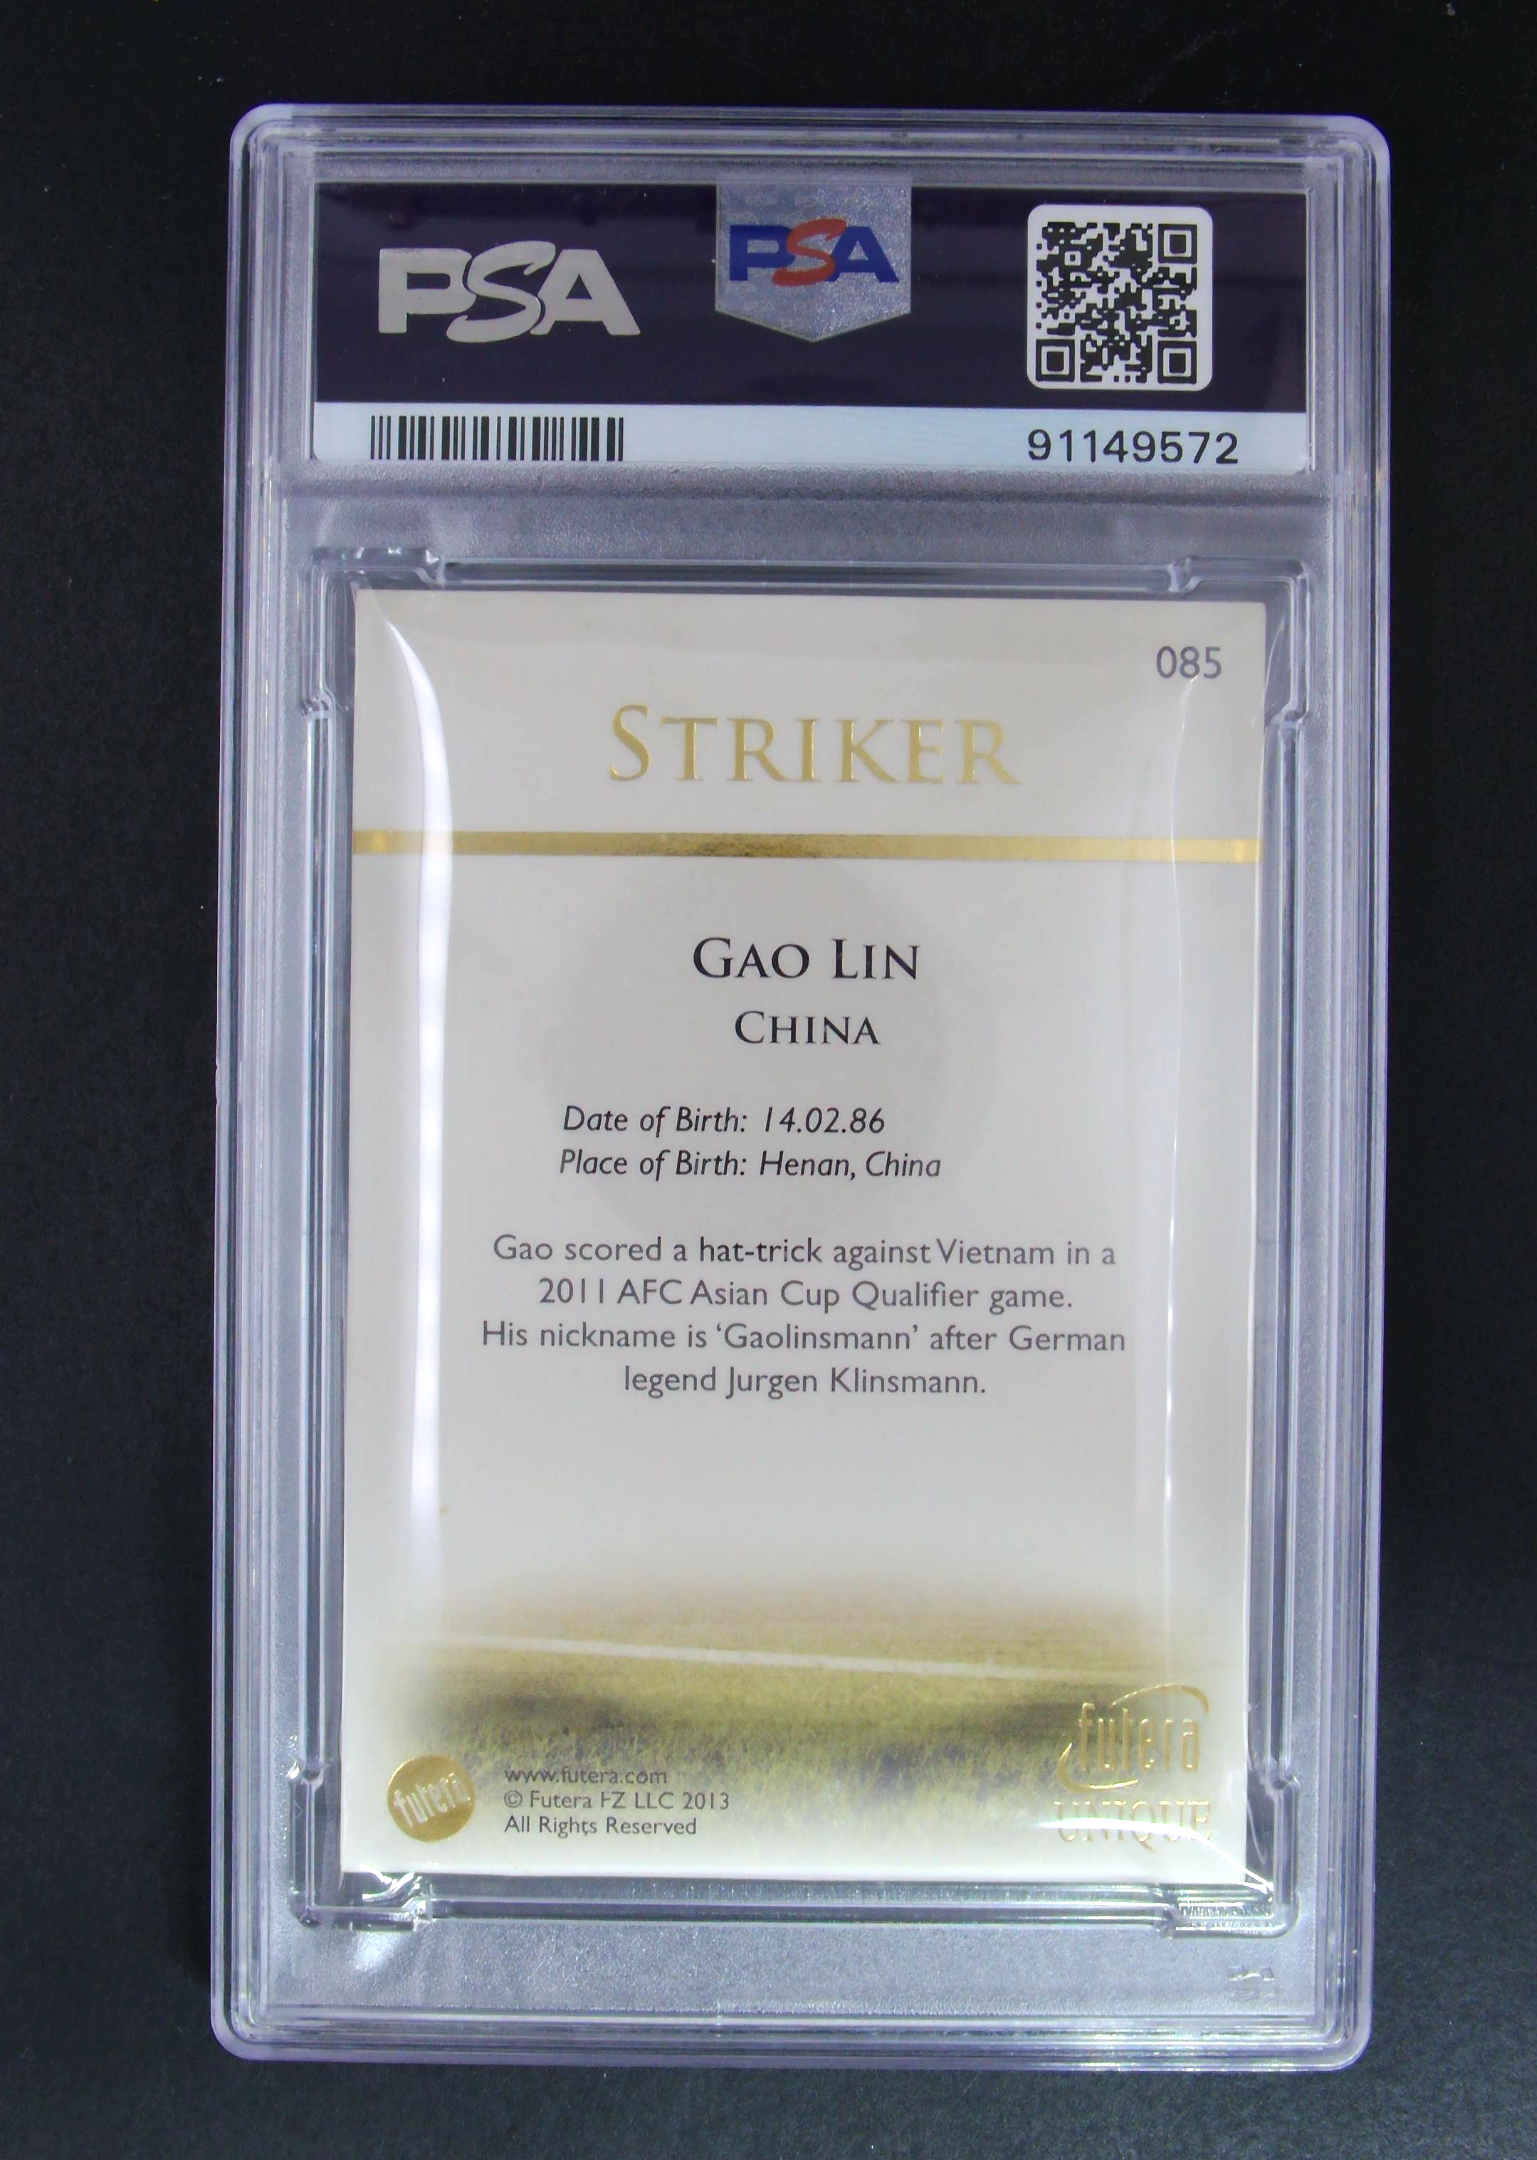 PSA
PSA
91149572
085
STRIKER
GAO LIN
CHINA
Date of Birth: 14.02.86
Place of Birth: Henan, China
Gao scored a hat-trick against Vietnam in a
2011 AFC Asian Cup Qualifier game.
His nickname is ‘Gaolinsmann’ after German
legend Jurgen Klinsmann.
futera
UNIQUE
futera
www.futera.com
© Futera FZ LLC 2013
All Rights Reserved